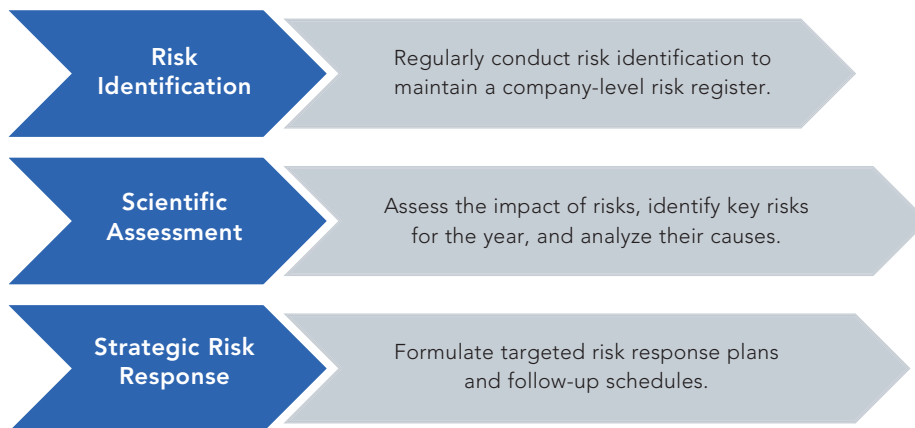 Risk
Identification
Regularly conduct risk identification to
maintain a company-level risk register.
Scientific
Assessment
Assess the impact of risks, identify key risks
for the year, and analyze their causes.
Strategic Risk
Response
Formulate targeted risk response plans
and follow-up schedules.